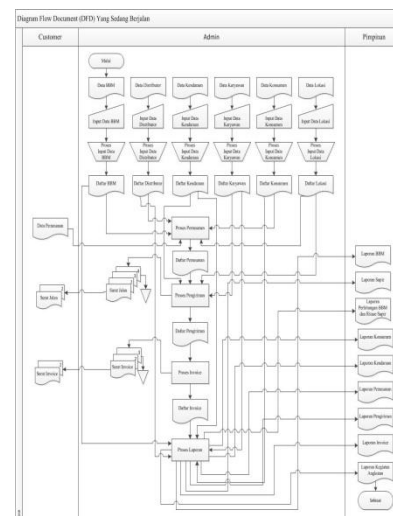 Diagram Flow Document (DFD) Yang Sedang Berjalan
Customer
Admin
Pimpinan
Mulai
Data BBM
Data Distributor
Data Kendaraan
Data Karyawan
Data Konsumen
Data Lokasi
Input Data BBM
Input Data
Distributor
Input Data
Kendaraan
Input Data
Karyawan
Input Data
Konsumen
Input Data Lokasi
Proses
Input Data
BBM
Proses
Input Data
Distributor
Proses
Input Data
Kendaraan
Proses
Input Data
Karyawan
Proses
Input Data
Konsumen
Proses
Input Data
Lokasi
Daftar BBM
Daftar Distributor
Daftar Kendaraan
Daftar Karyawan
Daftar Konsumen
Daftar Lokasi
Data Pemesanan
Proses Pemesanan
Daftar Pemesanan
Surat Jalan
Surat Jalan
Proses Pengiriman
Daftar Pengiriman
Surat Invoice
Surat Invoice
Proses Invoice
Daftar Invoice
Proses Laporan
Laporan BBM
Laporan Supir
Laporan
Perhitungan (BBM
dan Kinerja Supir)
Laporan Konsumen
Laporan Kendaraan
Laporan Pemesanan
Laporan Pengiriman
Laporan Invoice
Laporan Kegiatan
Angkutan
Selesai